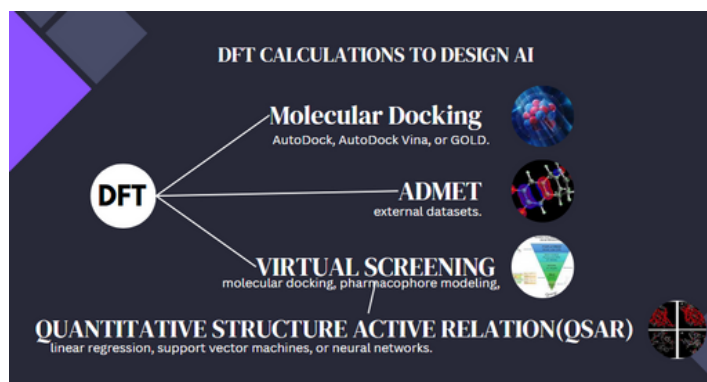 DFT CALCULATIONS TO DESIGN AI
Molecular Docking
AutoDock, AutoDock Vina, or GOLD.
DFT
ADMET
external datasets.
VIRTUAL SCREENING
molecular docking, pharmacophore modeling,
QUANTITATIVE STRUCTURE ACTIVE RELATION(QSAR)
linear regression, support vector machines, or neural networks.